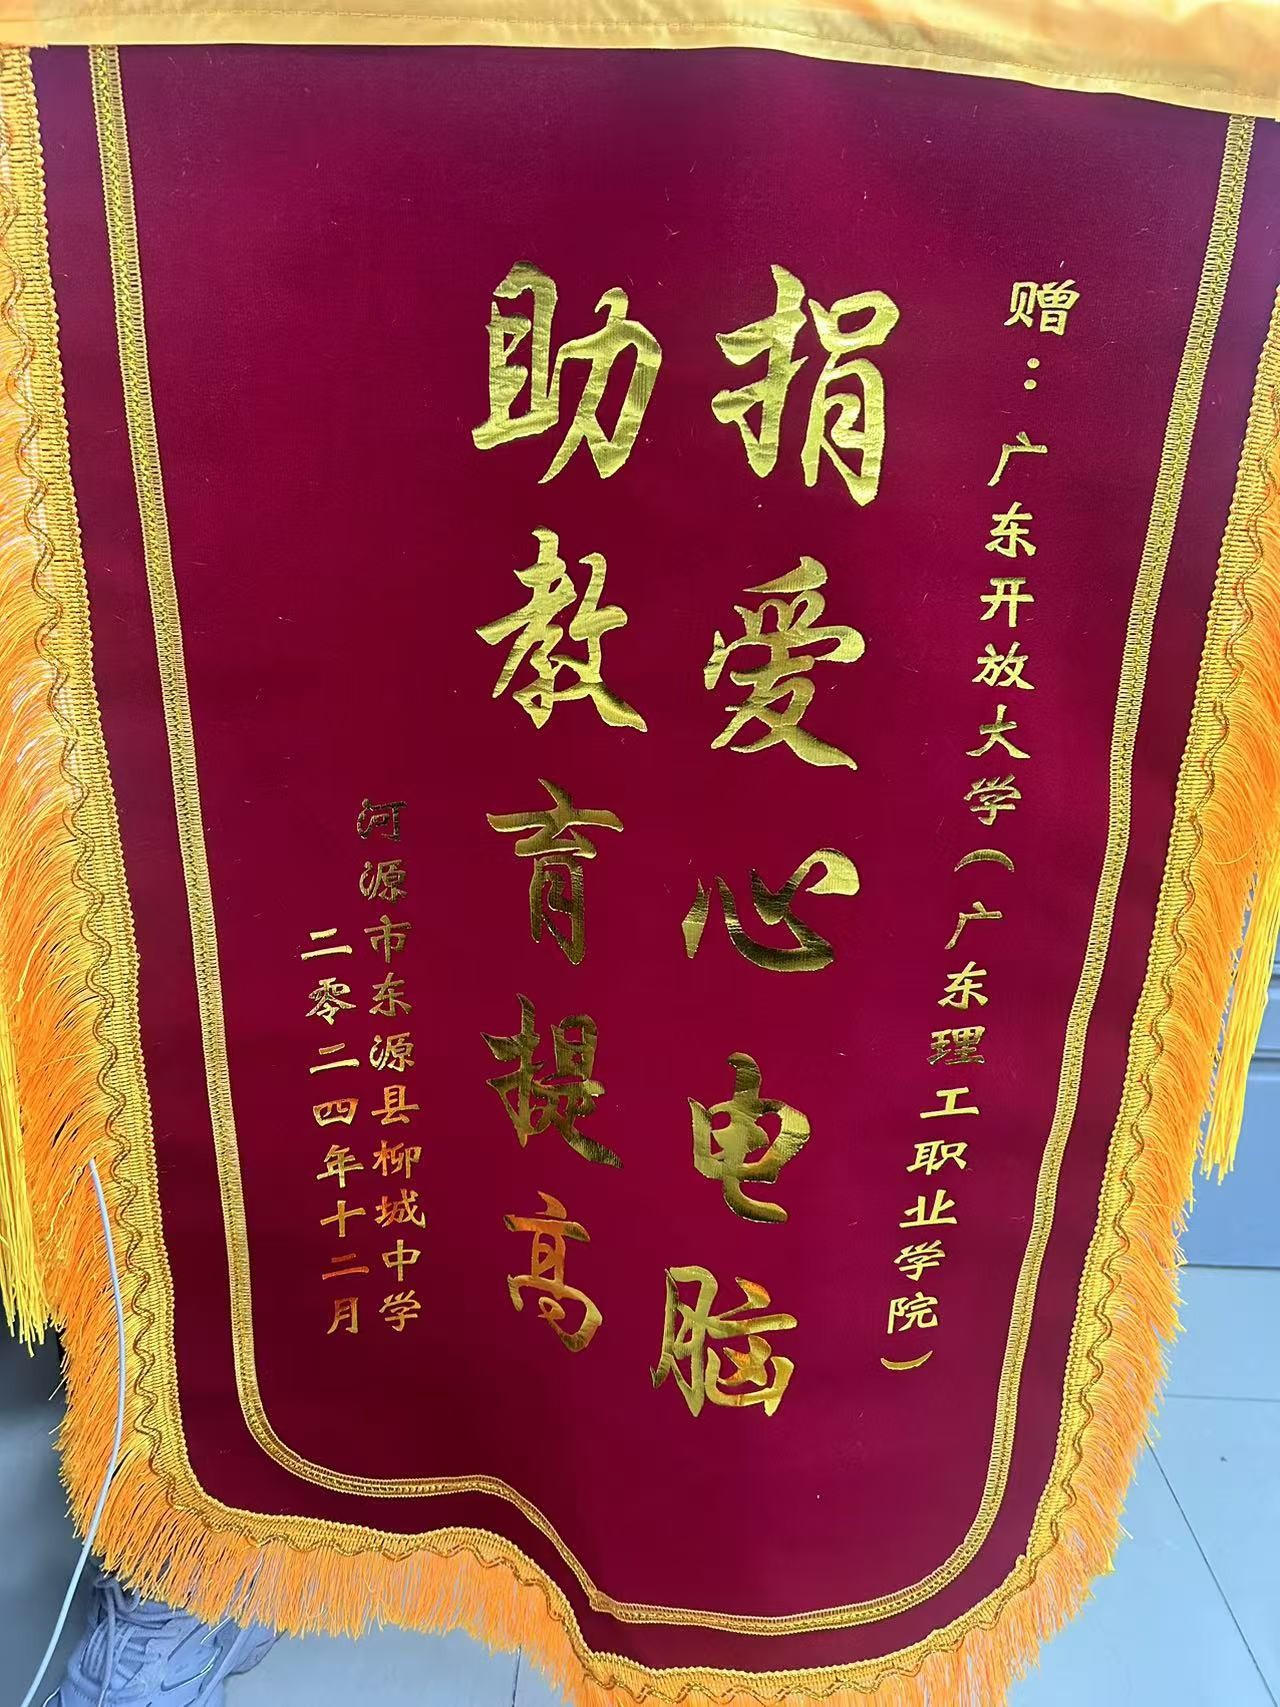 赠：广东开放大学（广东理工职业学院）
捐爱心电脑
助教育提高
河源市东源县柳城中学
二零二四年十二月